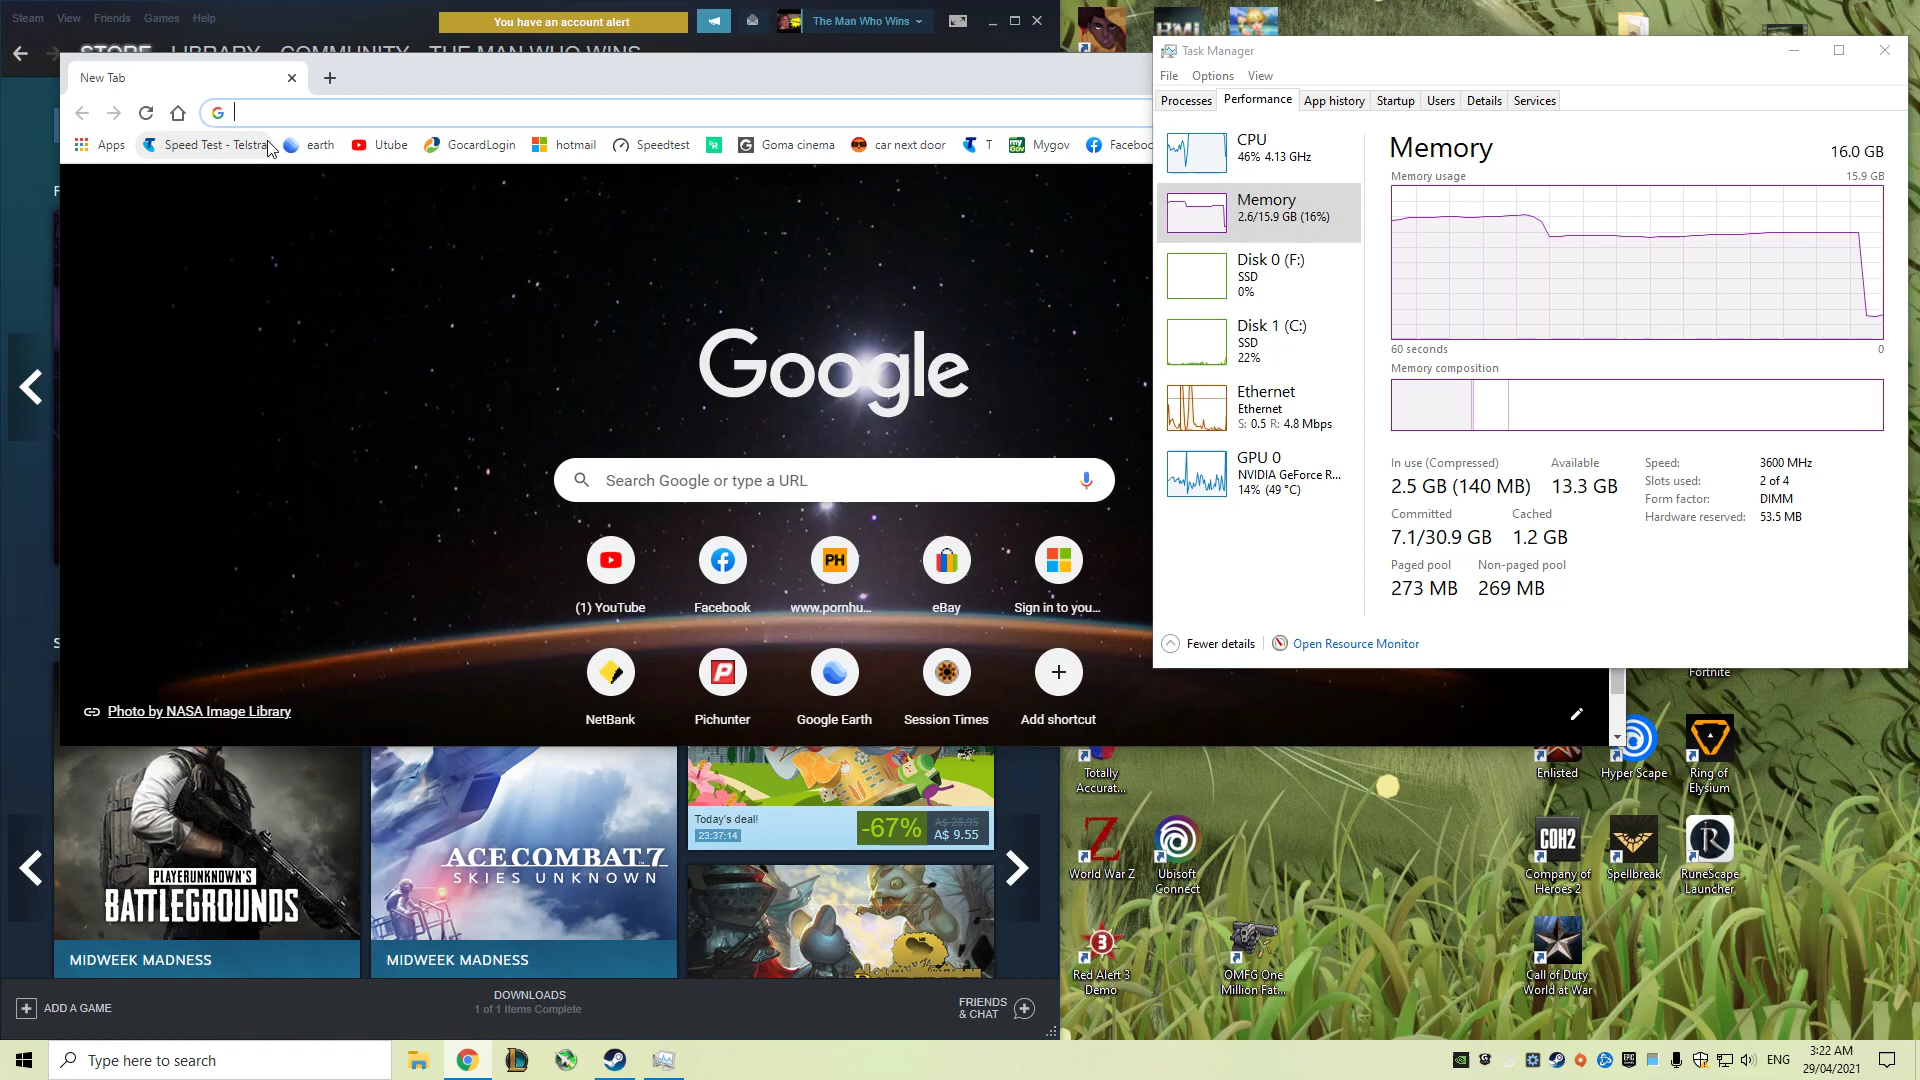 Steam View Friends Games Help
You have an account alert
The Man Who Wins
STORE LIBRARY COMMUNITY THE MAN WHO WINS
New Tab
Apps
Speed Test - Telstra
earth
Utube
GocardLogin
hotmail
Speedtest
Goma cinema
car next door
T
Mygov
Faceboo
Google
Search Google or type a URL
(1) YouTube
Facebook
PH
www.pornhu...
eBay
Sign in to you...
NetBank
Pichunter
Google Earth
Session Times
Add shortcut
Photo by NASA Image Library
Task Manager
File Options View
Processes Performance App history Startup Users Details Services
CPU
46% 4.13 GHz
Memory
2.6/15.9 GB (16%)
Disk 0 (F:)
SSD
0%
Disk 1 (C:)
SSD
22%
Ethernet
Ethernet
S: 0.5 R: 4.8 Mbps
GPU 0
NVIDIA GeForce R...
14% (49 °C)
Memory
16.0 GB
Memory usage
15.9 GB
60 seconds
0
Memory composition
In use (Compressed)
2.5 GB (140 MB)
Available
13.3 GB
Committed
7.1/30.9 GB
Cached
1.2 GB
Paged pool
273 MB
Non-paged pool
269 MB
Speed: 3600 MHz
Slots used: 2 of 4
Form factor: DIMM
Hardware reserved: 53.5 MB
Fewer details
Open Resource Monitor
Fortnite
Totally
Accurat...
Enlisted
Hyper Scape
Ring of
Elysium
World War Z
Ubisoft
Connect
COH2
Company of
Heroes 2
Spellbreak
RuneScape
Launcher
Red Alert 3
Demo
OMFG One
Million Fat...
Call of Duty
World at War
PLAYERUNKNOWN'S
BATTLEGROUNDS
MIDWEEK MADNESS
ACE COMBAT 7
SKIES UNKNOWN
MIDWEEK MADNESS
Today's deal!
23:37:14
-67%
A$ 28.95
A$ 9.55
ADD A GAME
DOWNLOADS
1 of 1 Items Complete
FRIENDS
& CHAT
Type here to search
ENG
3:22 AM
29/04/2021